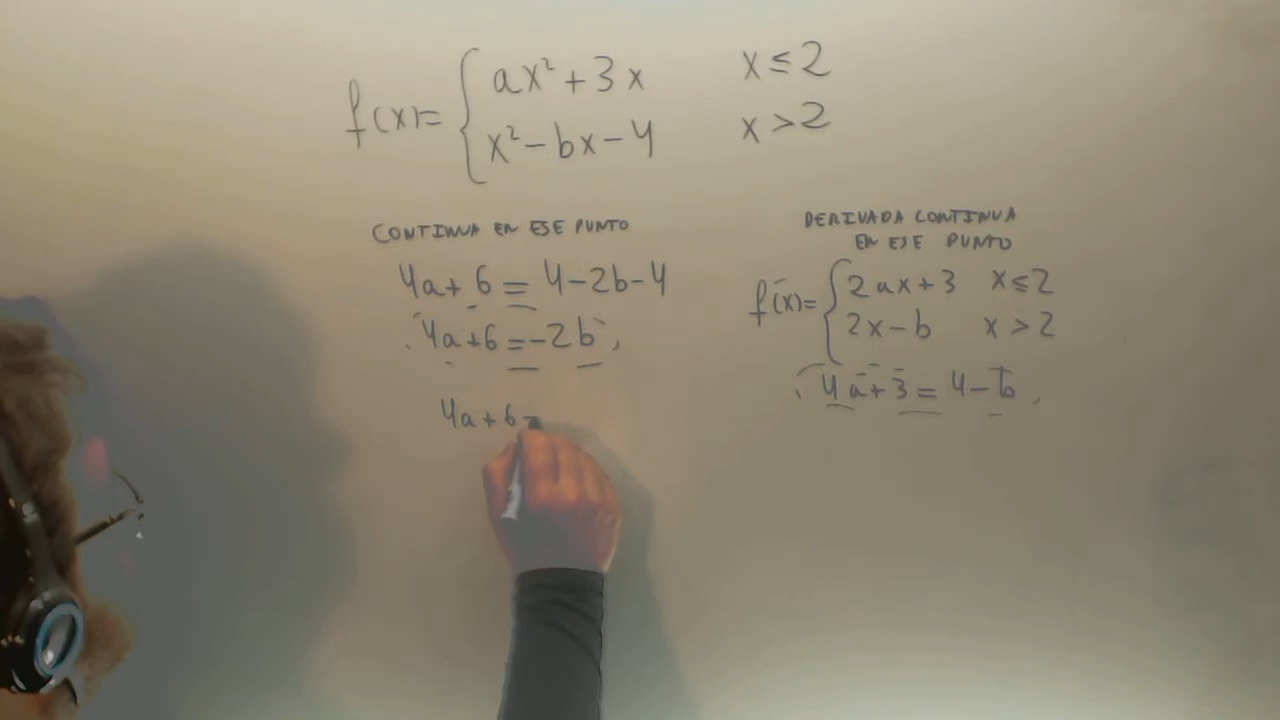 f(x)= { ax² + 3x x ≤ 2
x² - bx - 4 x > 2
CONTINUA EN ESE PUNTO
4a + 6 = 4 - 2b - 4
4a + 6 = -2b
4a + 6 =
DERIVADA CONTINUA
EN ESE PUNTO
f'(x)= { 2ax + 3 x ≤ 2
2x - b x > 2
4a + 3 = 4 - b